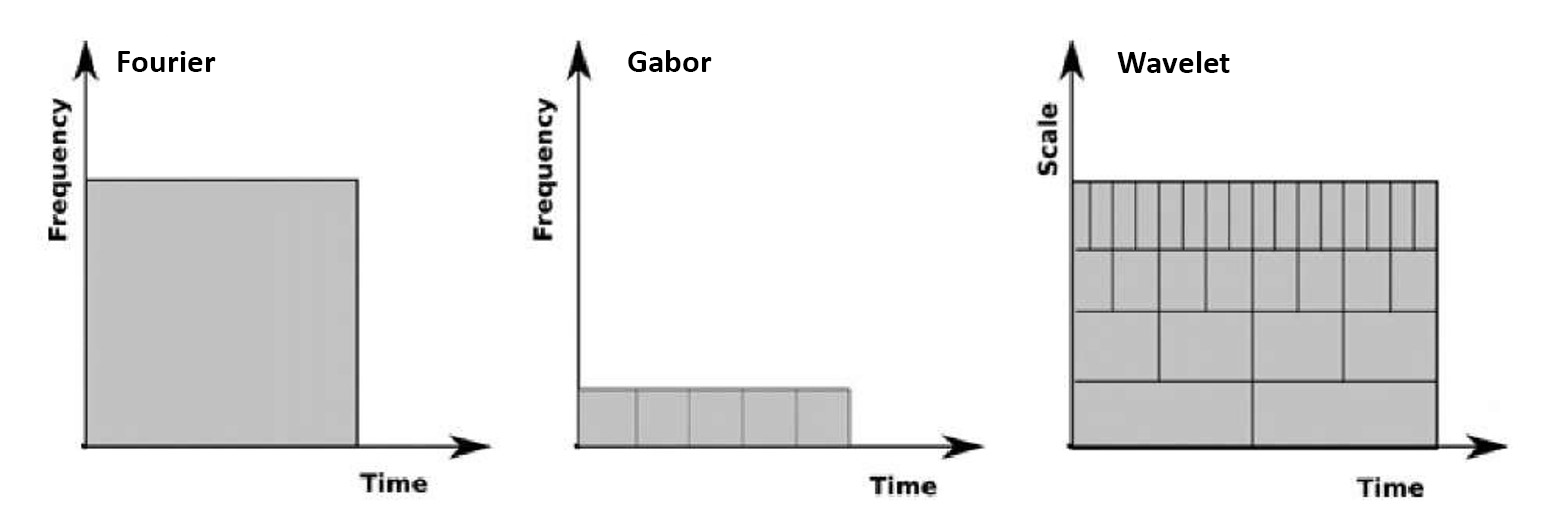 Fourier
Frequency
Time
Gabor
Frequency
Time
Wavelet
Scale
Time